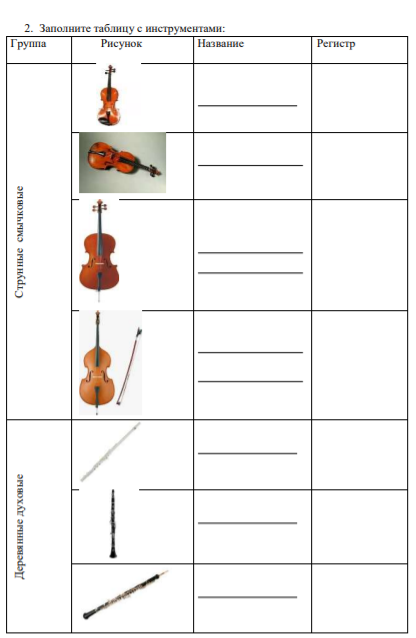 2. Заполните таблицу с инструментами:
Группа Рисунок Название Регистр
Струнные смычковые
Деревянные духовые